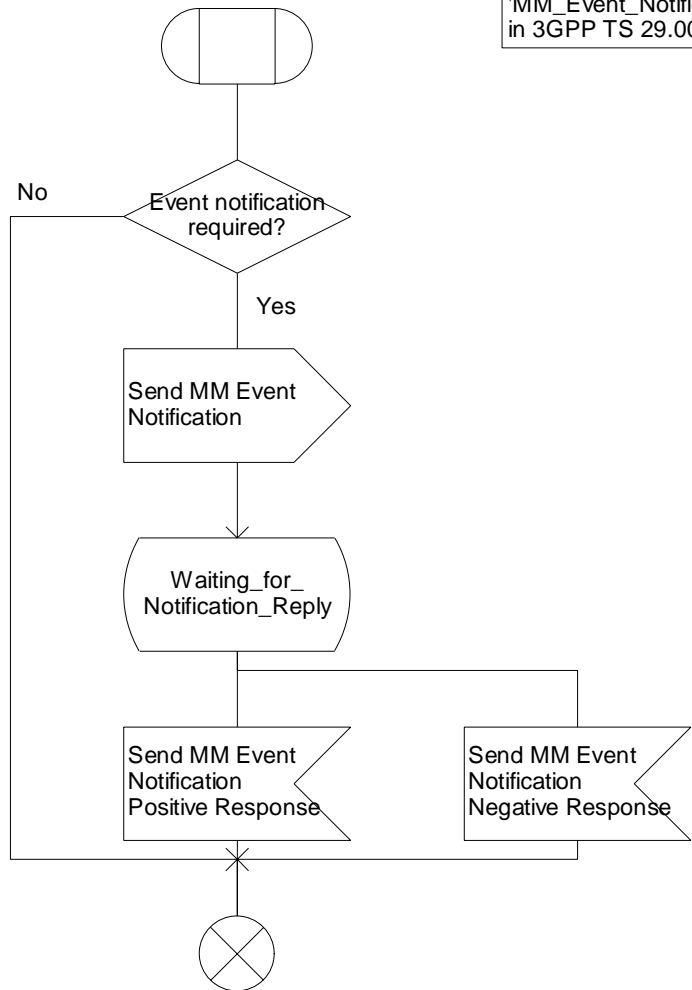 'MM_Event_Notific
in 3GPP TS 29.00
No
Event notification
required?
Yes
Send MM Event
Notification
Waiting_for_
Notification_Reply
Send MM Event
Notification
Positive Response
Send MM Event
Notification
Negative Response